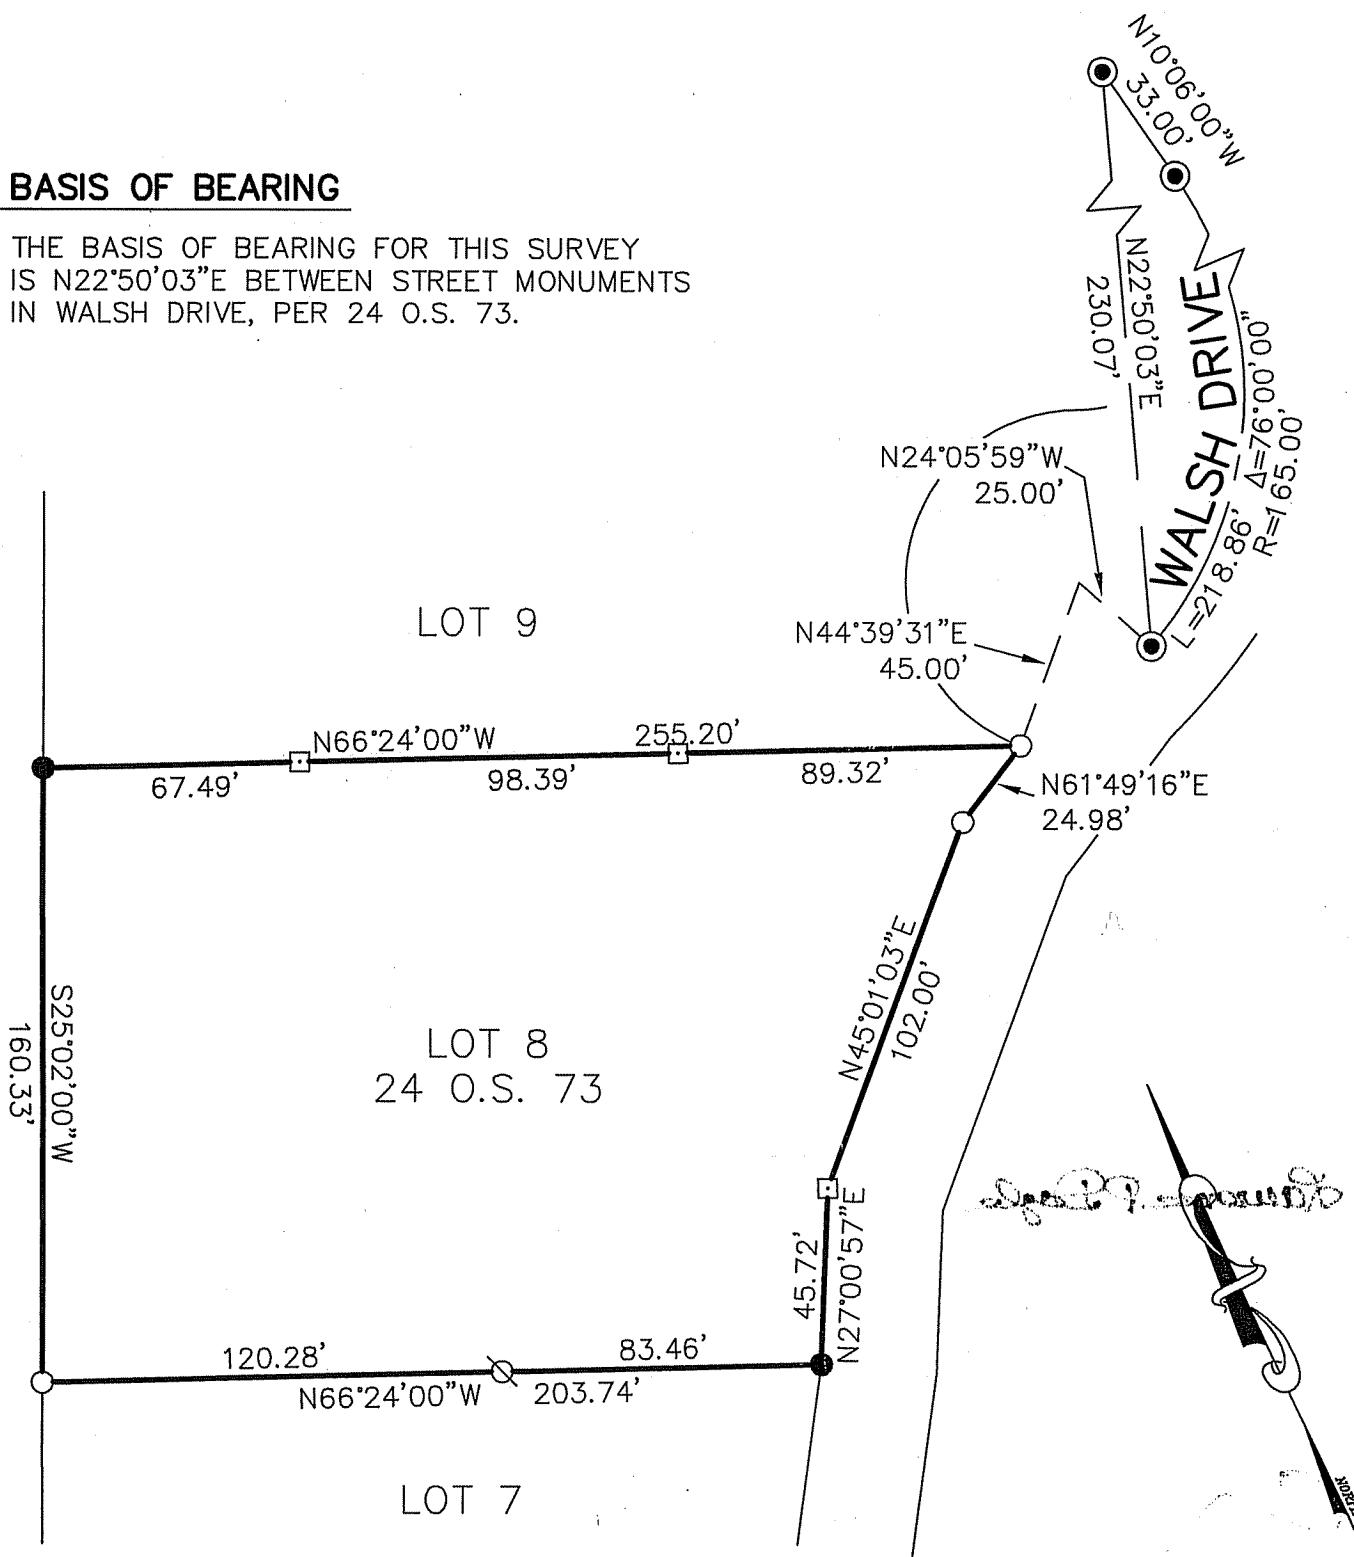 N10°06'00"W
33.00'
BASIS OF BEARING
THE BASIS OF BEARING FOR THIS SURVEY
IS N22°50'03"E BETWEEN STREET MONUMENTS
IN WALSH DRIVE, PER 24 O.S. 73.
N22°50'03"E
230.07'
WALSH DRIVE
Δ=76°00'00"
R=165.00'
L=218.86'
N24°05'59"W
25.00'
LOT 9
N44°39'31"E
45.00'
N66°24'00"W
255.20'
67.49'
98.39'
89.32'
N61°49'16"E
24.98'
N45°01'03"E
102.00'
S25°02'00"W
160.33'
LOT 8
24 O.S. 73
45.72'
N27°00'57"E
120.28'
83.46'
N66°24'00"W
203.74'
LOT 7